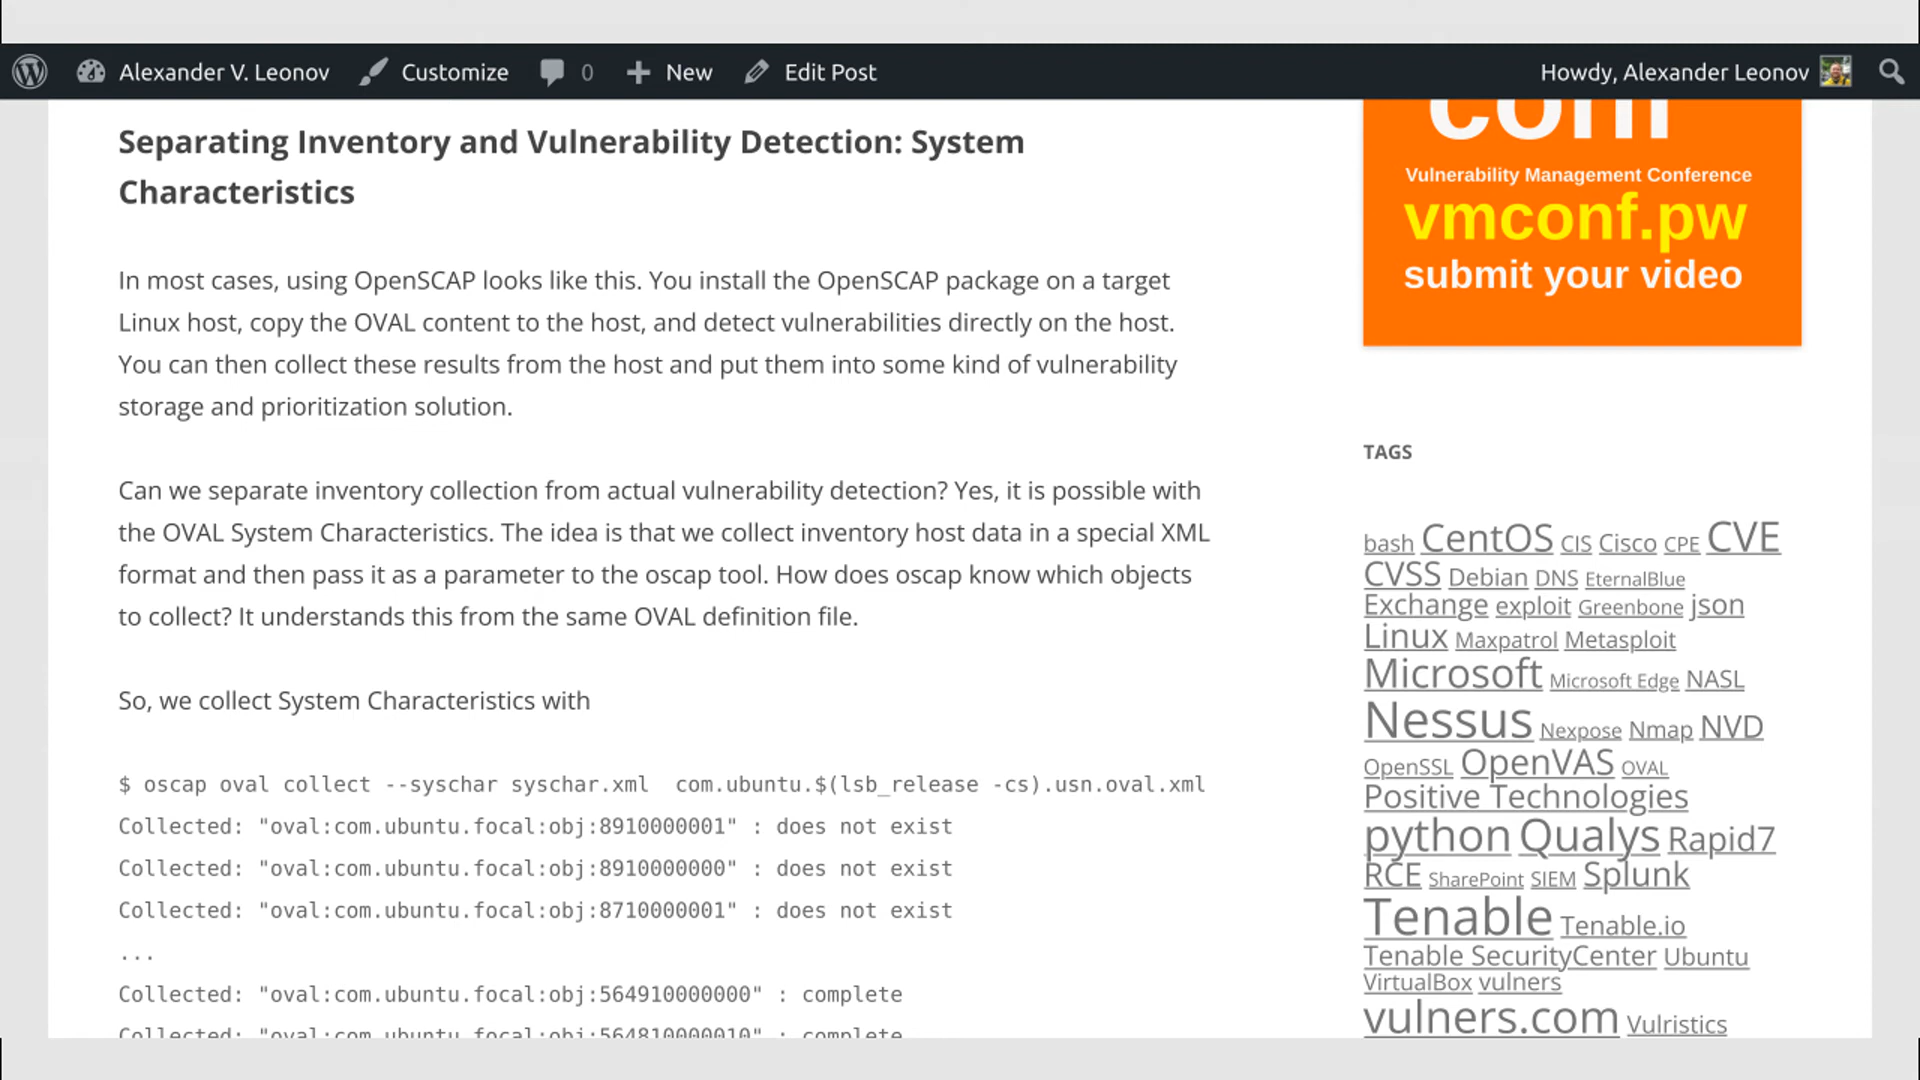 Alexander V. Leonov Customize 0 New Edit Post Howdy, Alexander Leonov
Separating Inventory and Vulnerability Detection: System
Characteristics
In most cases, using OpenSCAP looks like this. You install the OpenSCAP package on a target
Linux host, copy the OVAL content to the host, and detect vulnerabilities directly on the host.
You can then collect these results from the host and put them into some kind of vulnerability
storage and prioritization solution.
Can we separate inventory collection from actual vulnerability detection? Yes, it is possible with
the OVAL System Characteristics. The idea is that we collect inventory host data in a special XML
format and then pass it as a parameter to the oscap tool. How does oscap know which objects
to collect? It understands this from the same OVAL definition file.
So, we collect System Characteristics with
$ oscap oval collect --syschar syschar.xml  com.ubuntu.$(lsb_release -cs).usn.oval.xml
Collected: "oval:com.ubuntu.focal:obj:8910000001" : does not exist
Collected: "oval:com.ubuntu.focal:obj:8910000000" : does not exist
Collected: "oval:com.ubuntu.focal:obj:8710000001" : does not exist
...
Collected: "oval:com.ubuntu.focal:obj:564910000000" : complete
Collected: "oval:com.ubuntu.focal:obj:564810000010" : complete
conf
Vulnerability Management Conference
vmconf.pw
submit your video
TAGS
bash CentOS CIS Cisco CPE CVE
CVSS Debian DNS EternalBlue
Exchange exploit Greenbone json
Linux Maxpatrol Metasploit
Microsoft Microsoft Edge NASL
Nessus Nexpose Nmap NVD
OpenSSL OpenVAS OVAL
Positive Technologies
python Qualys Rapid7
RCE SharePoint SIEM Splunk
Tenable Tenable.io
Tenable SecurityCenter Ubuntu
VirtualBox vulners
vulners.com Vulristics